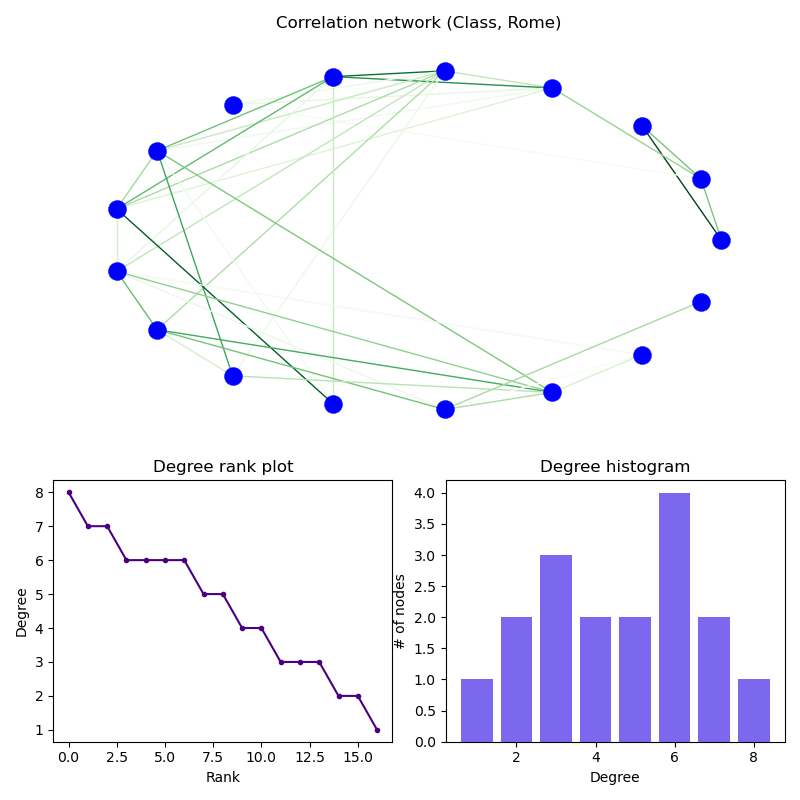 Correlation network (Class, Rome)
Degree rank plot
8
7
6
5
4
3
2
1
Degree
0.0 2.5 5.0 7.5 10.0 12.5 15.0
Rank
Degree histogram
4.0
3.5
3.0
2.5
2.0
1.5
1.0
0.5
0.0
# of nodes
2 4 6 8
Degree